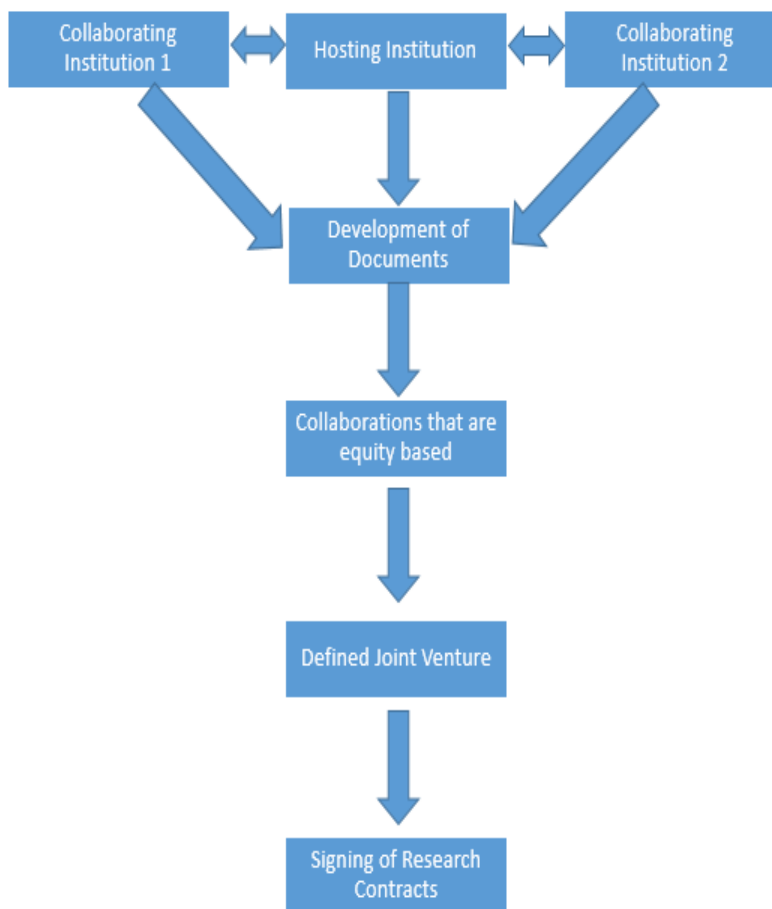 Collaborating
Institution 1
Hosting Institution
Collaborating
Institution 2
Development of
Documents
Collaborations that are
equity based
Defined Joint Venture
Signing of Research
Contracts